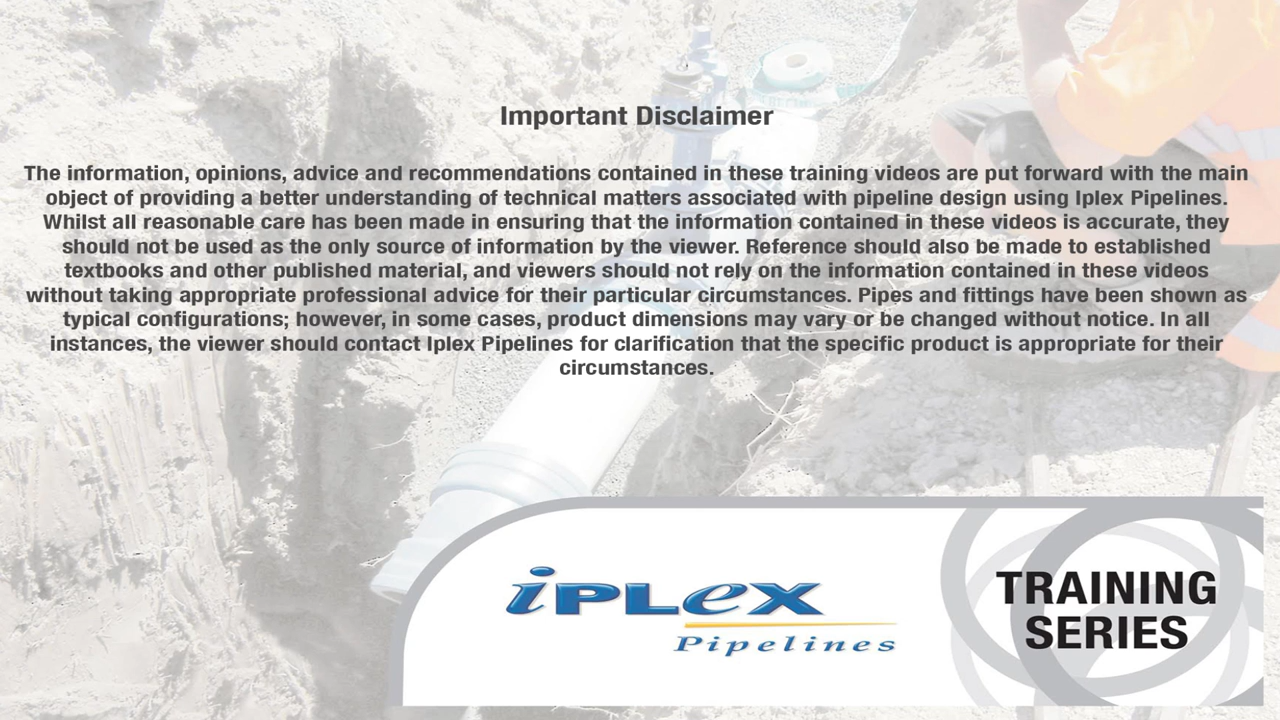 Important Disclaimer
The information, opinions, advice and recommendations contained in these training videos are put forward with the main
object of providing a better understanding of technical matters associated with pipeline design using Iplex Pipelines.
Whilst all reasonable care has been made in ensuring that the information contained in these videos is accurate, they
should not be used as the only source of information by the viewer. Reference should also be made to established
textbooks and other published material, and viewers should not rely on the information contained in these videos
without taking appropriate professional advice for their particular circumstances. Pipes and fittings have been shown as
typical configurations; however, in some cases, product dimensions may vary or be changed without notice. In all
instances, the viewer should contact Iplex Pipelines for clarification that the specific product is appropriate for their
circumstances.
iPLeX
Pipelines
TRAINING
SERIES